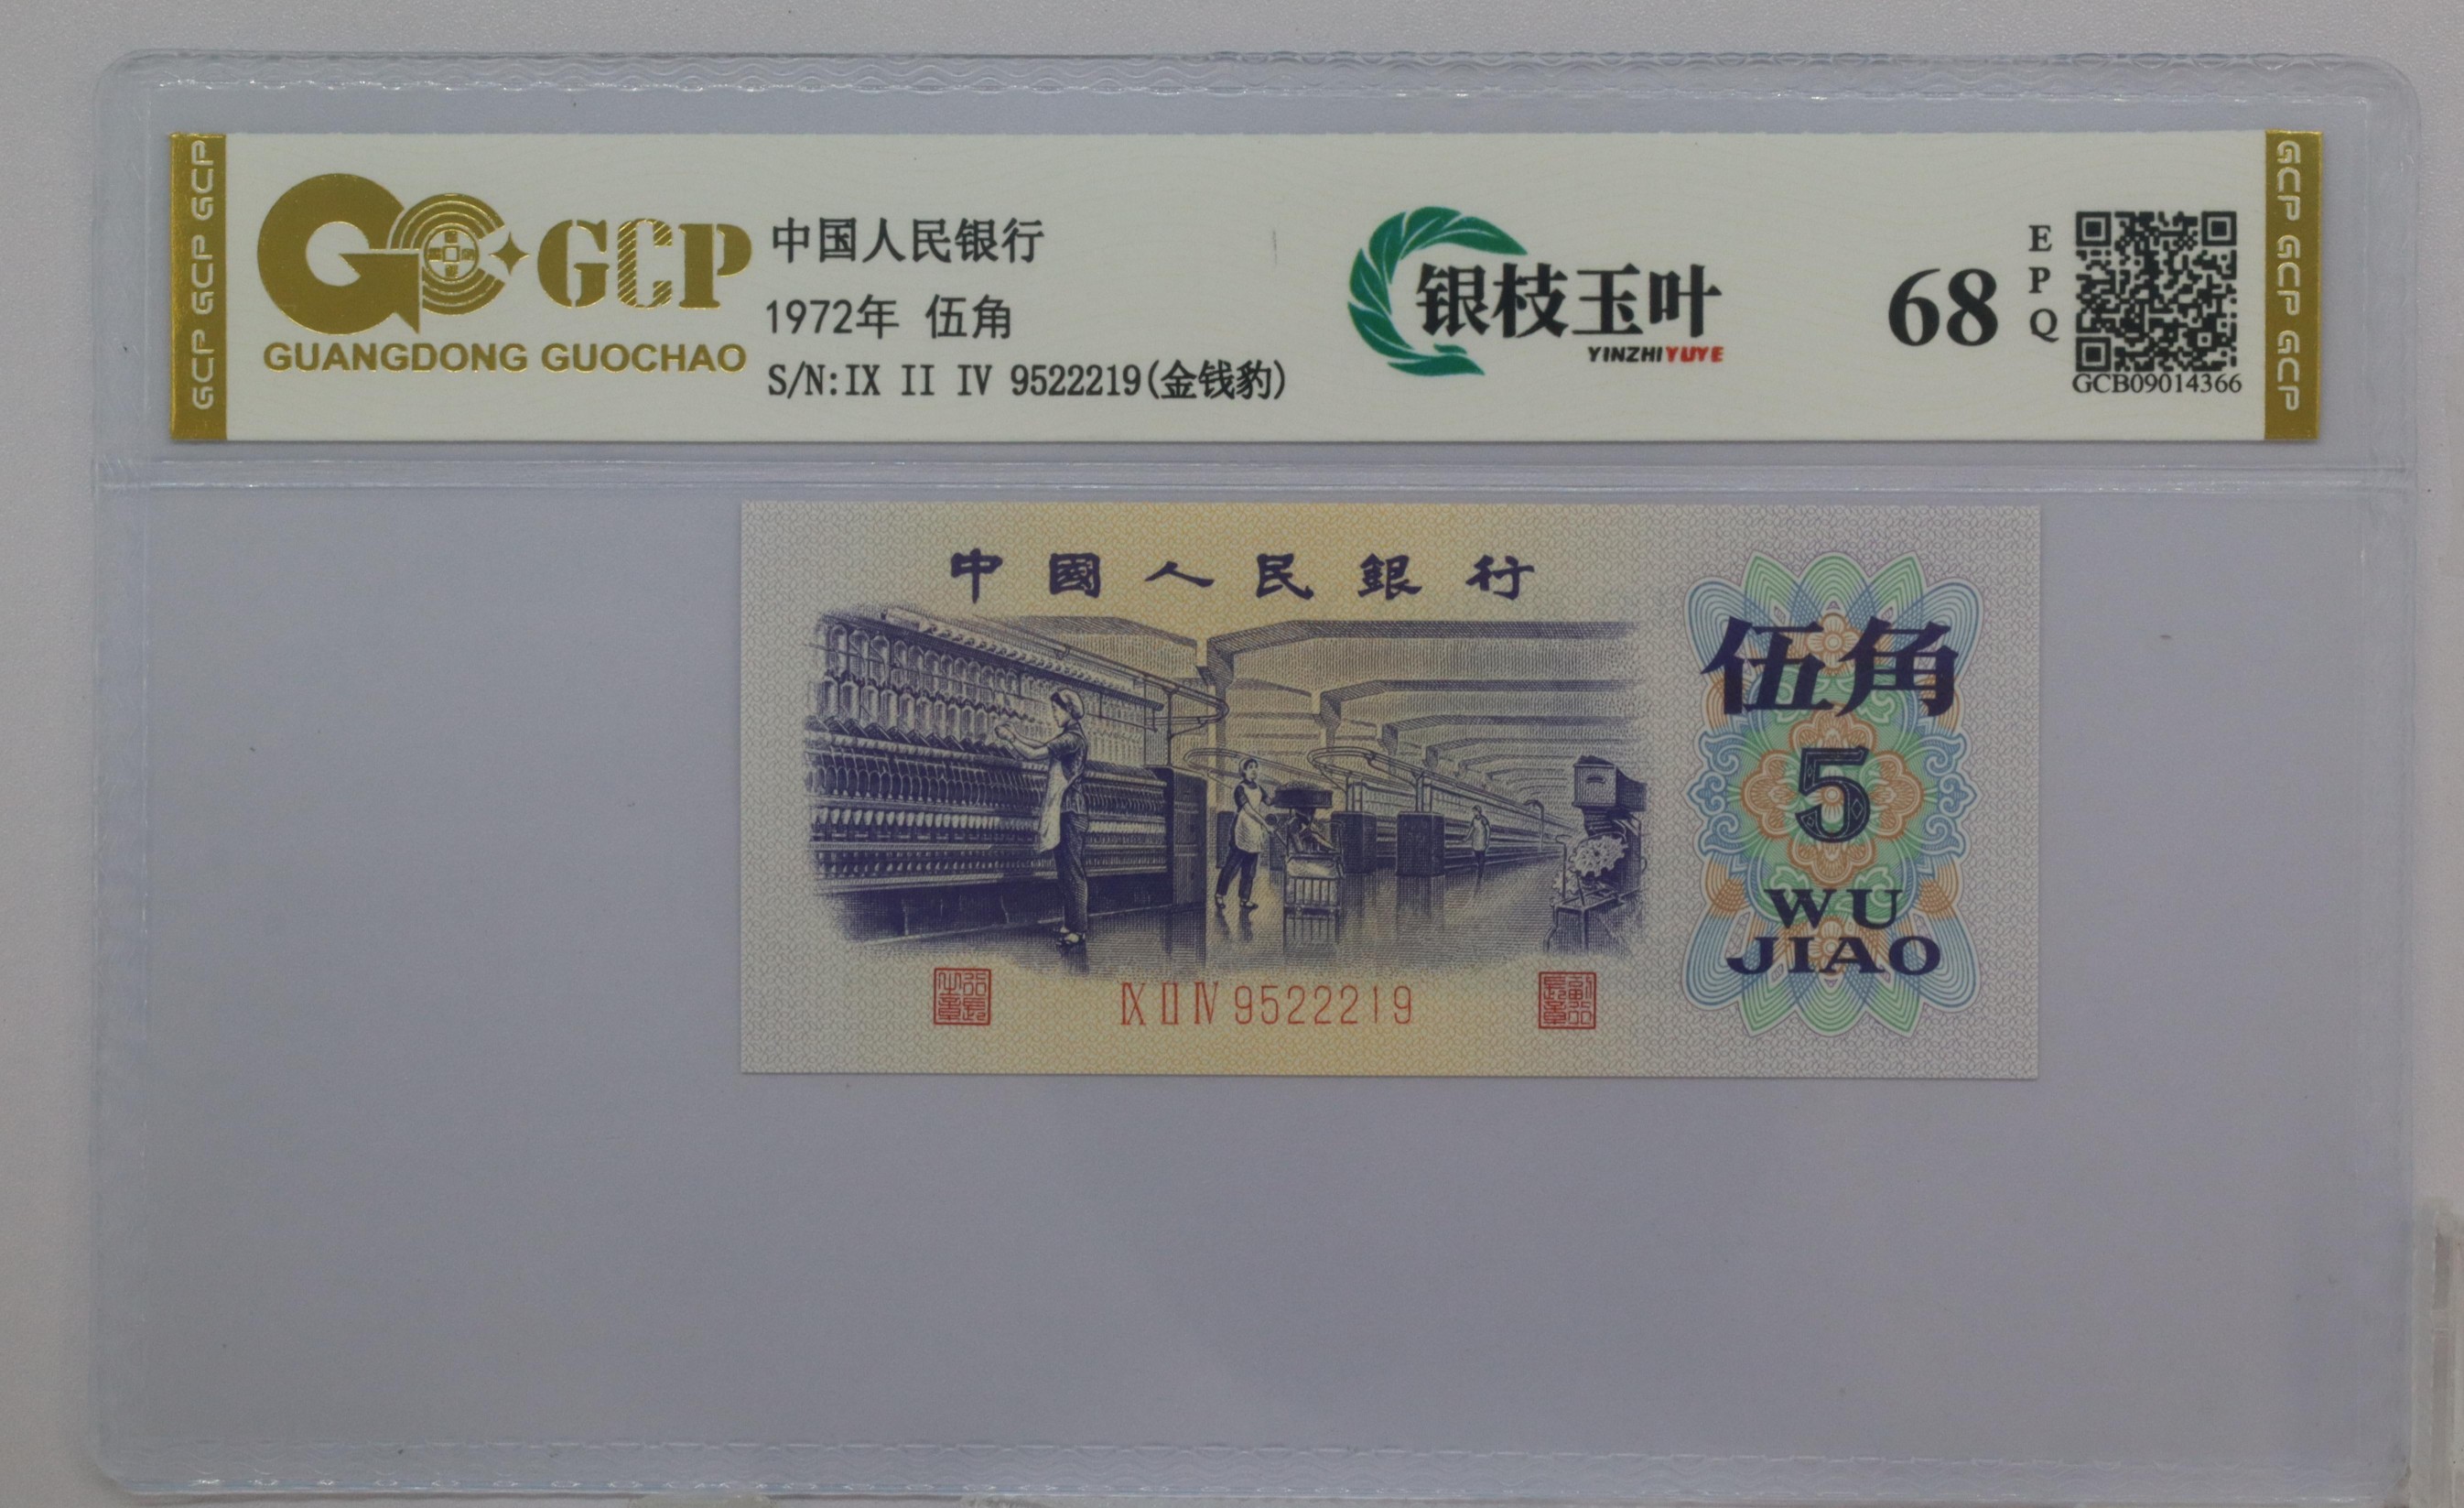 GCP GCP GCP
GCP
GUANGDONG GUOCHAO
中国人民银行
1972年 伍角
S/N:IX II IV 9522219(金钱豹)
银枝玉叶
YINZHIYUYE
68
EPQ
GCB09014366
GCP GCP GCP
中國人民銀行
伍角
5
WU
JIAO
IX II IV 9522219